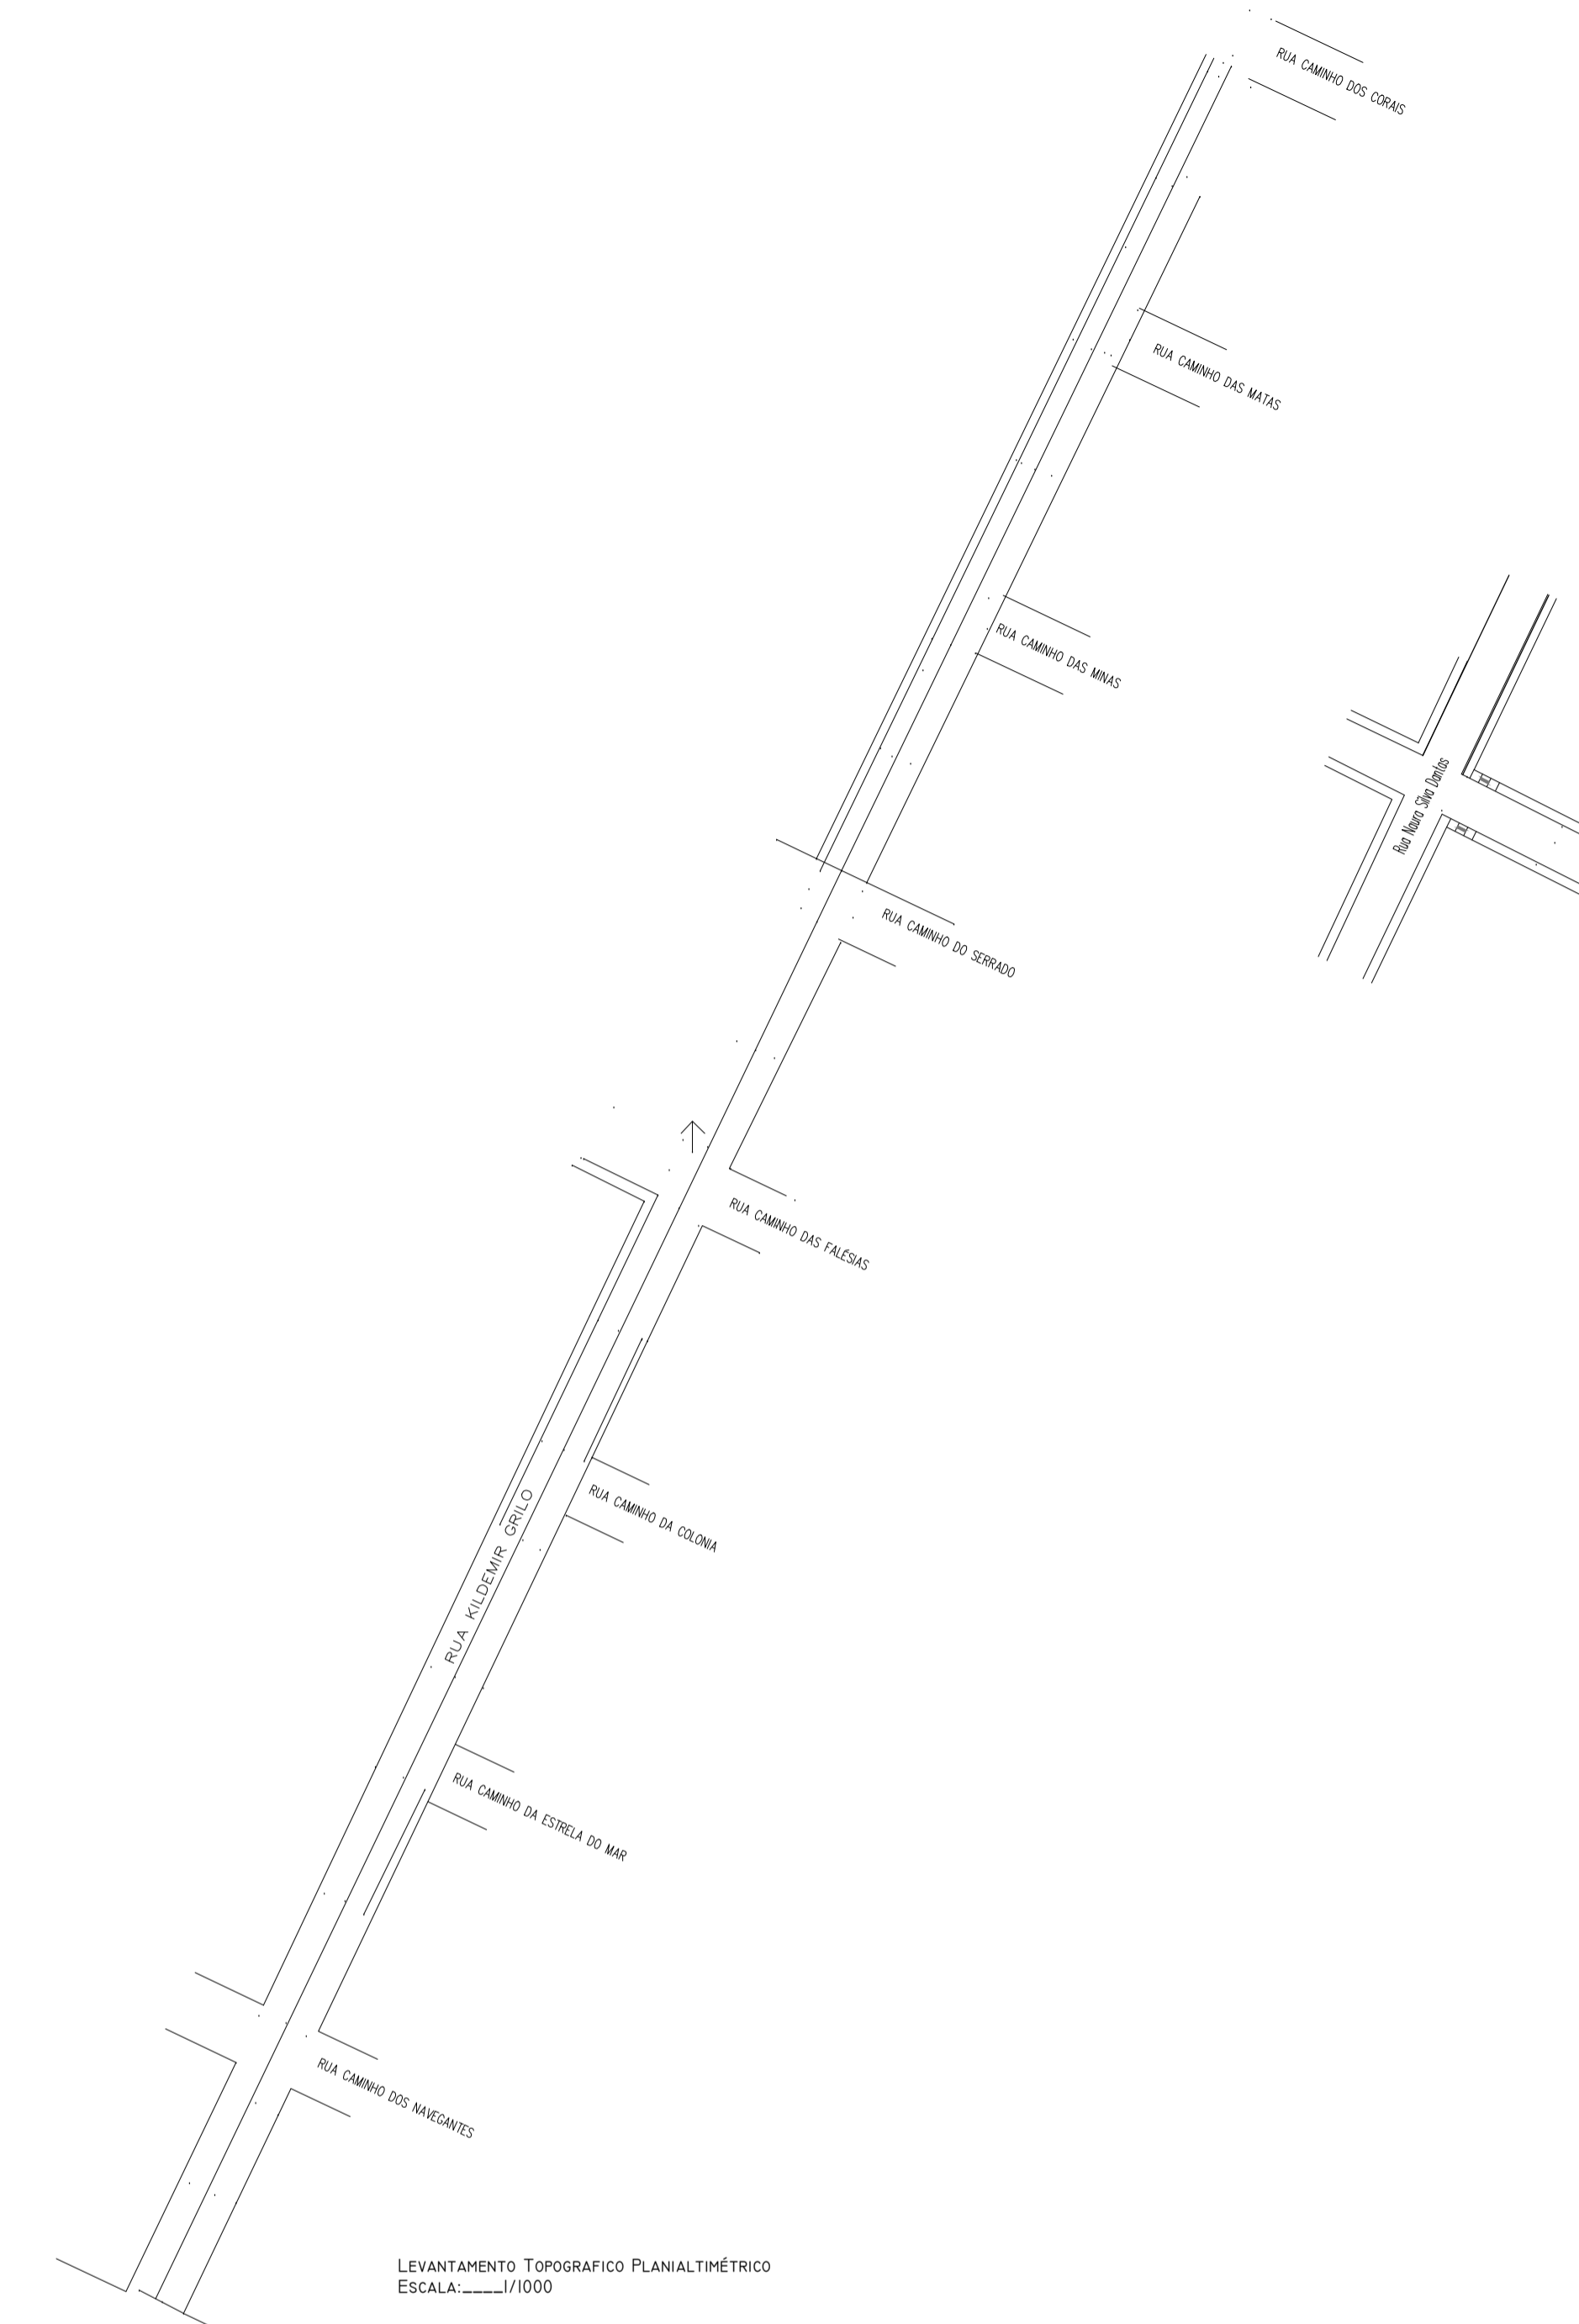 RUA CAMINHO DOS CORAIS
RUA CAMINHO DAS MATAS
RUA CAMINHO DAS MINAS
Rua Naura Silva Dantas
RUA CAMINHO DO SERRADO
RUA CAMINHO DAS FALÉSIAS
RUA CAMINHO DA COLONIA
RUA KILDEMIR GRILO
RUA CAMINHO DA ESTRELA DO MAR
RUA CAMINHO DOS NAVEGANTES
LEVANTAMENTO TOPOGRAFICO PLANIALTIMÉTRICO
ESCALA:____1/1000